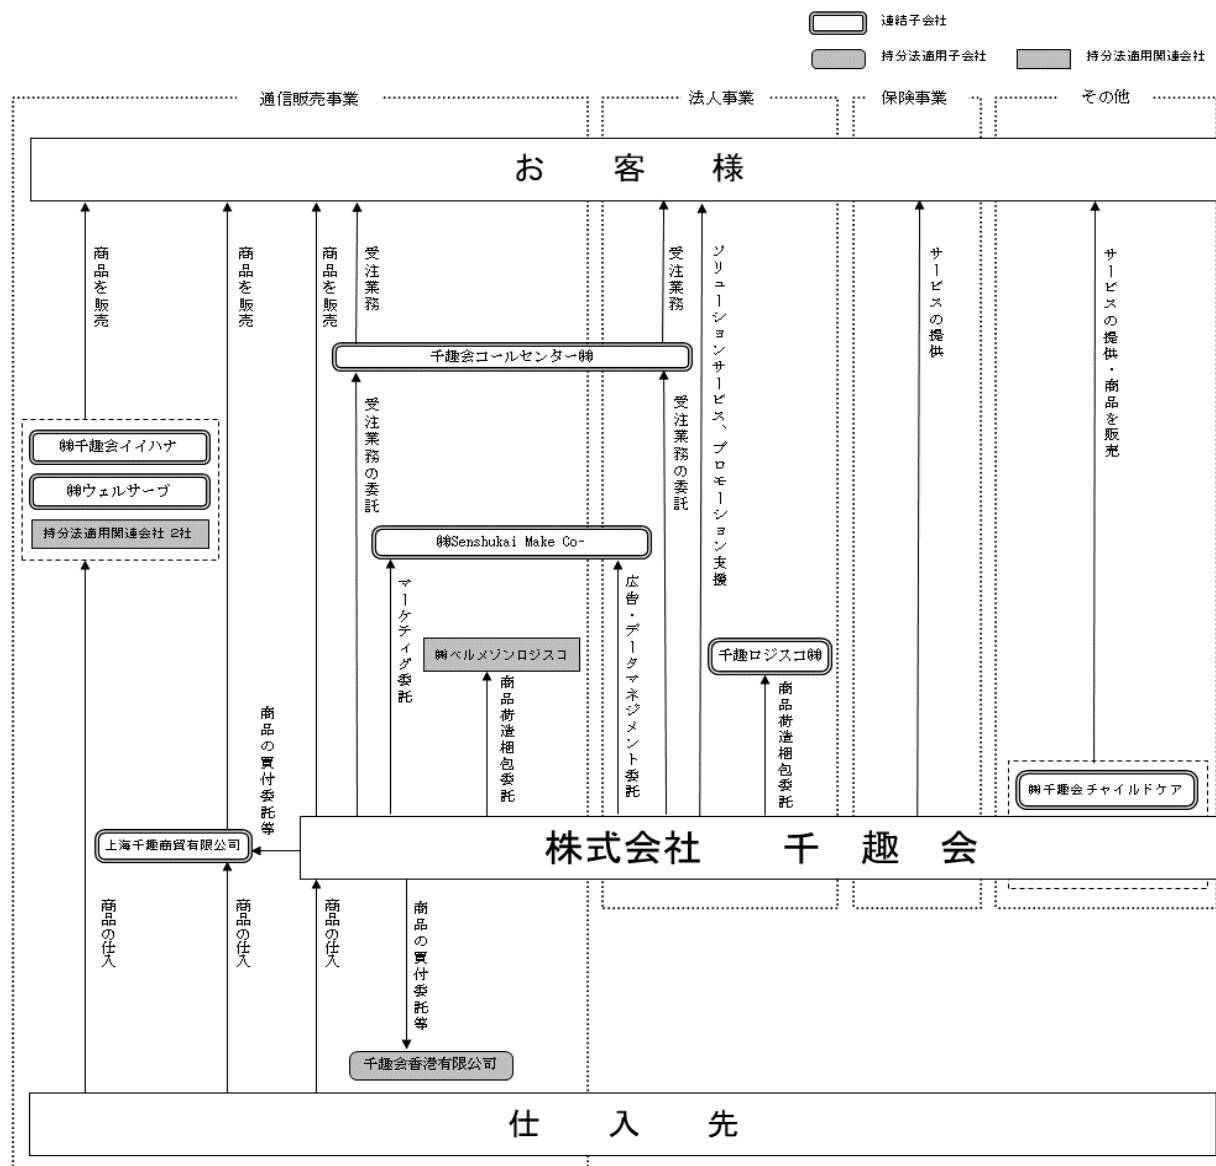 連結子会社
持分法適用子会社
持分法適用関連会社
通信販売事業
法人事業
保険事業
その他
お客様
商品を販売
商品を販売
商品を販売
受注業務
受注業務
ソリューションサービス、プロモーション支援
サービスの提供
サービスの提供・商品を販売
千趣会コールセンター㈱
受注業務の委託
受注業務の委託
㈱千趣会イイハナ
㈱ウェルサーブ
持分法適用関連会社 2社
㈱Senshukai Make Co-
マーケティング委託
広告・データマネジメント委託
㈱ベルメゾンロジスコ
千趣ロジスコ㈱
商品荷造梱包委託
商品荷造梱包委託
商品の買付委託等
㈱千趣会チャイルドケア
上海千趣商貿有限公司
株式会社 千趣会
商品の仕入
商品の仕入
商品の仕入
商品の買付委託等
千趣会香港有限公司
仕入先